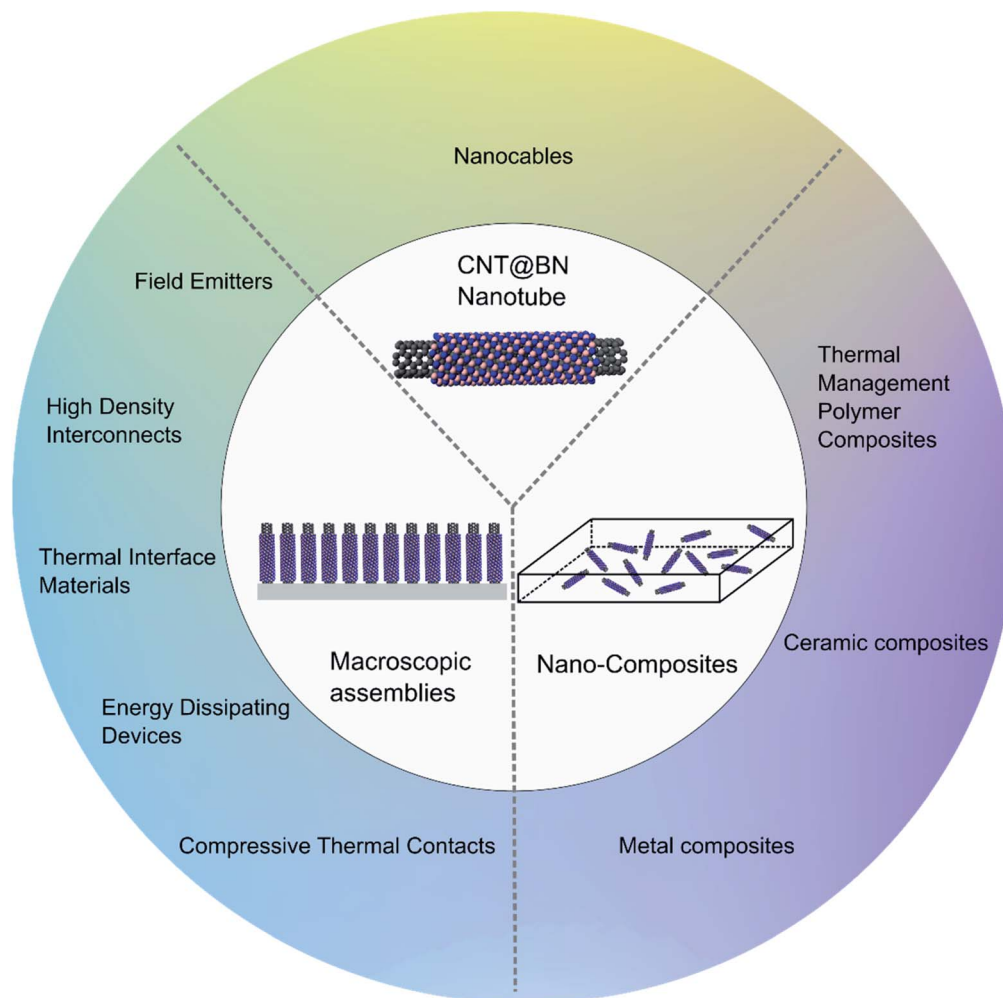 Nanocables
CNT@BN
Nanotube
Field Emitters
High Density
Interconnects
Thermal Interface
Materials
Energy Dissipating
Devices
Compressive Thermal Contacts
Macroscopic
assemblies
Nano-Composites
Thermal
Management
Polymer
Composites
Ceramic composites
Metal composites